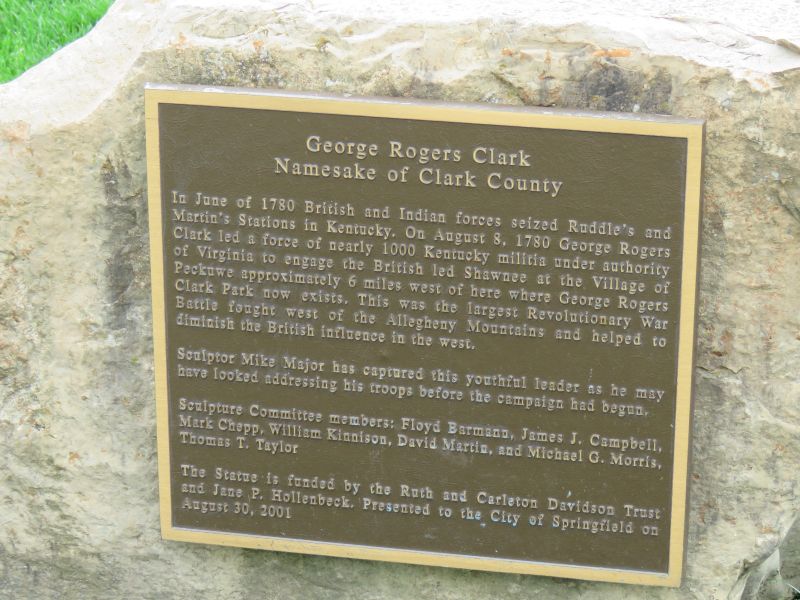 George Rogers Clark
Namesake of Clark County
In June of 1780 British and Indian forces seized Ruddle's and
Martin's Stations in Kentucky. On August 8, 1780 George Rogers
Clark led a force of nearly 1000 Kentucky militia under authority
of Virginia to engage the British led Shawnee at the Village of
Peckuwe approximately 6 miles west of here where George Rogers
Clark Park now exists. This was the largest Revolutionary War
Battle fought west of the Allegheny Mountains and helped to
diminish the British influence in the west.
Sculptor Mike Major has captured this youthful leader as he may
have looked addressing his troops before the campaign had begun.
Sculpture Committee members: Floyd Barmann, James J. Campbell,
Mark Chepp, William Kinnison, David Martin, and Michael G. Morris,
Thomas T. Taylor
The Statue is funded by the Ruth and Carleton Davidson Trust
and Jane P. Hollenbeck. Presented to the City of Springfield on
August 30, 2001